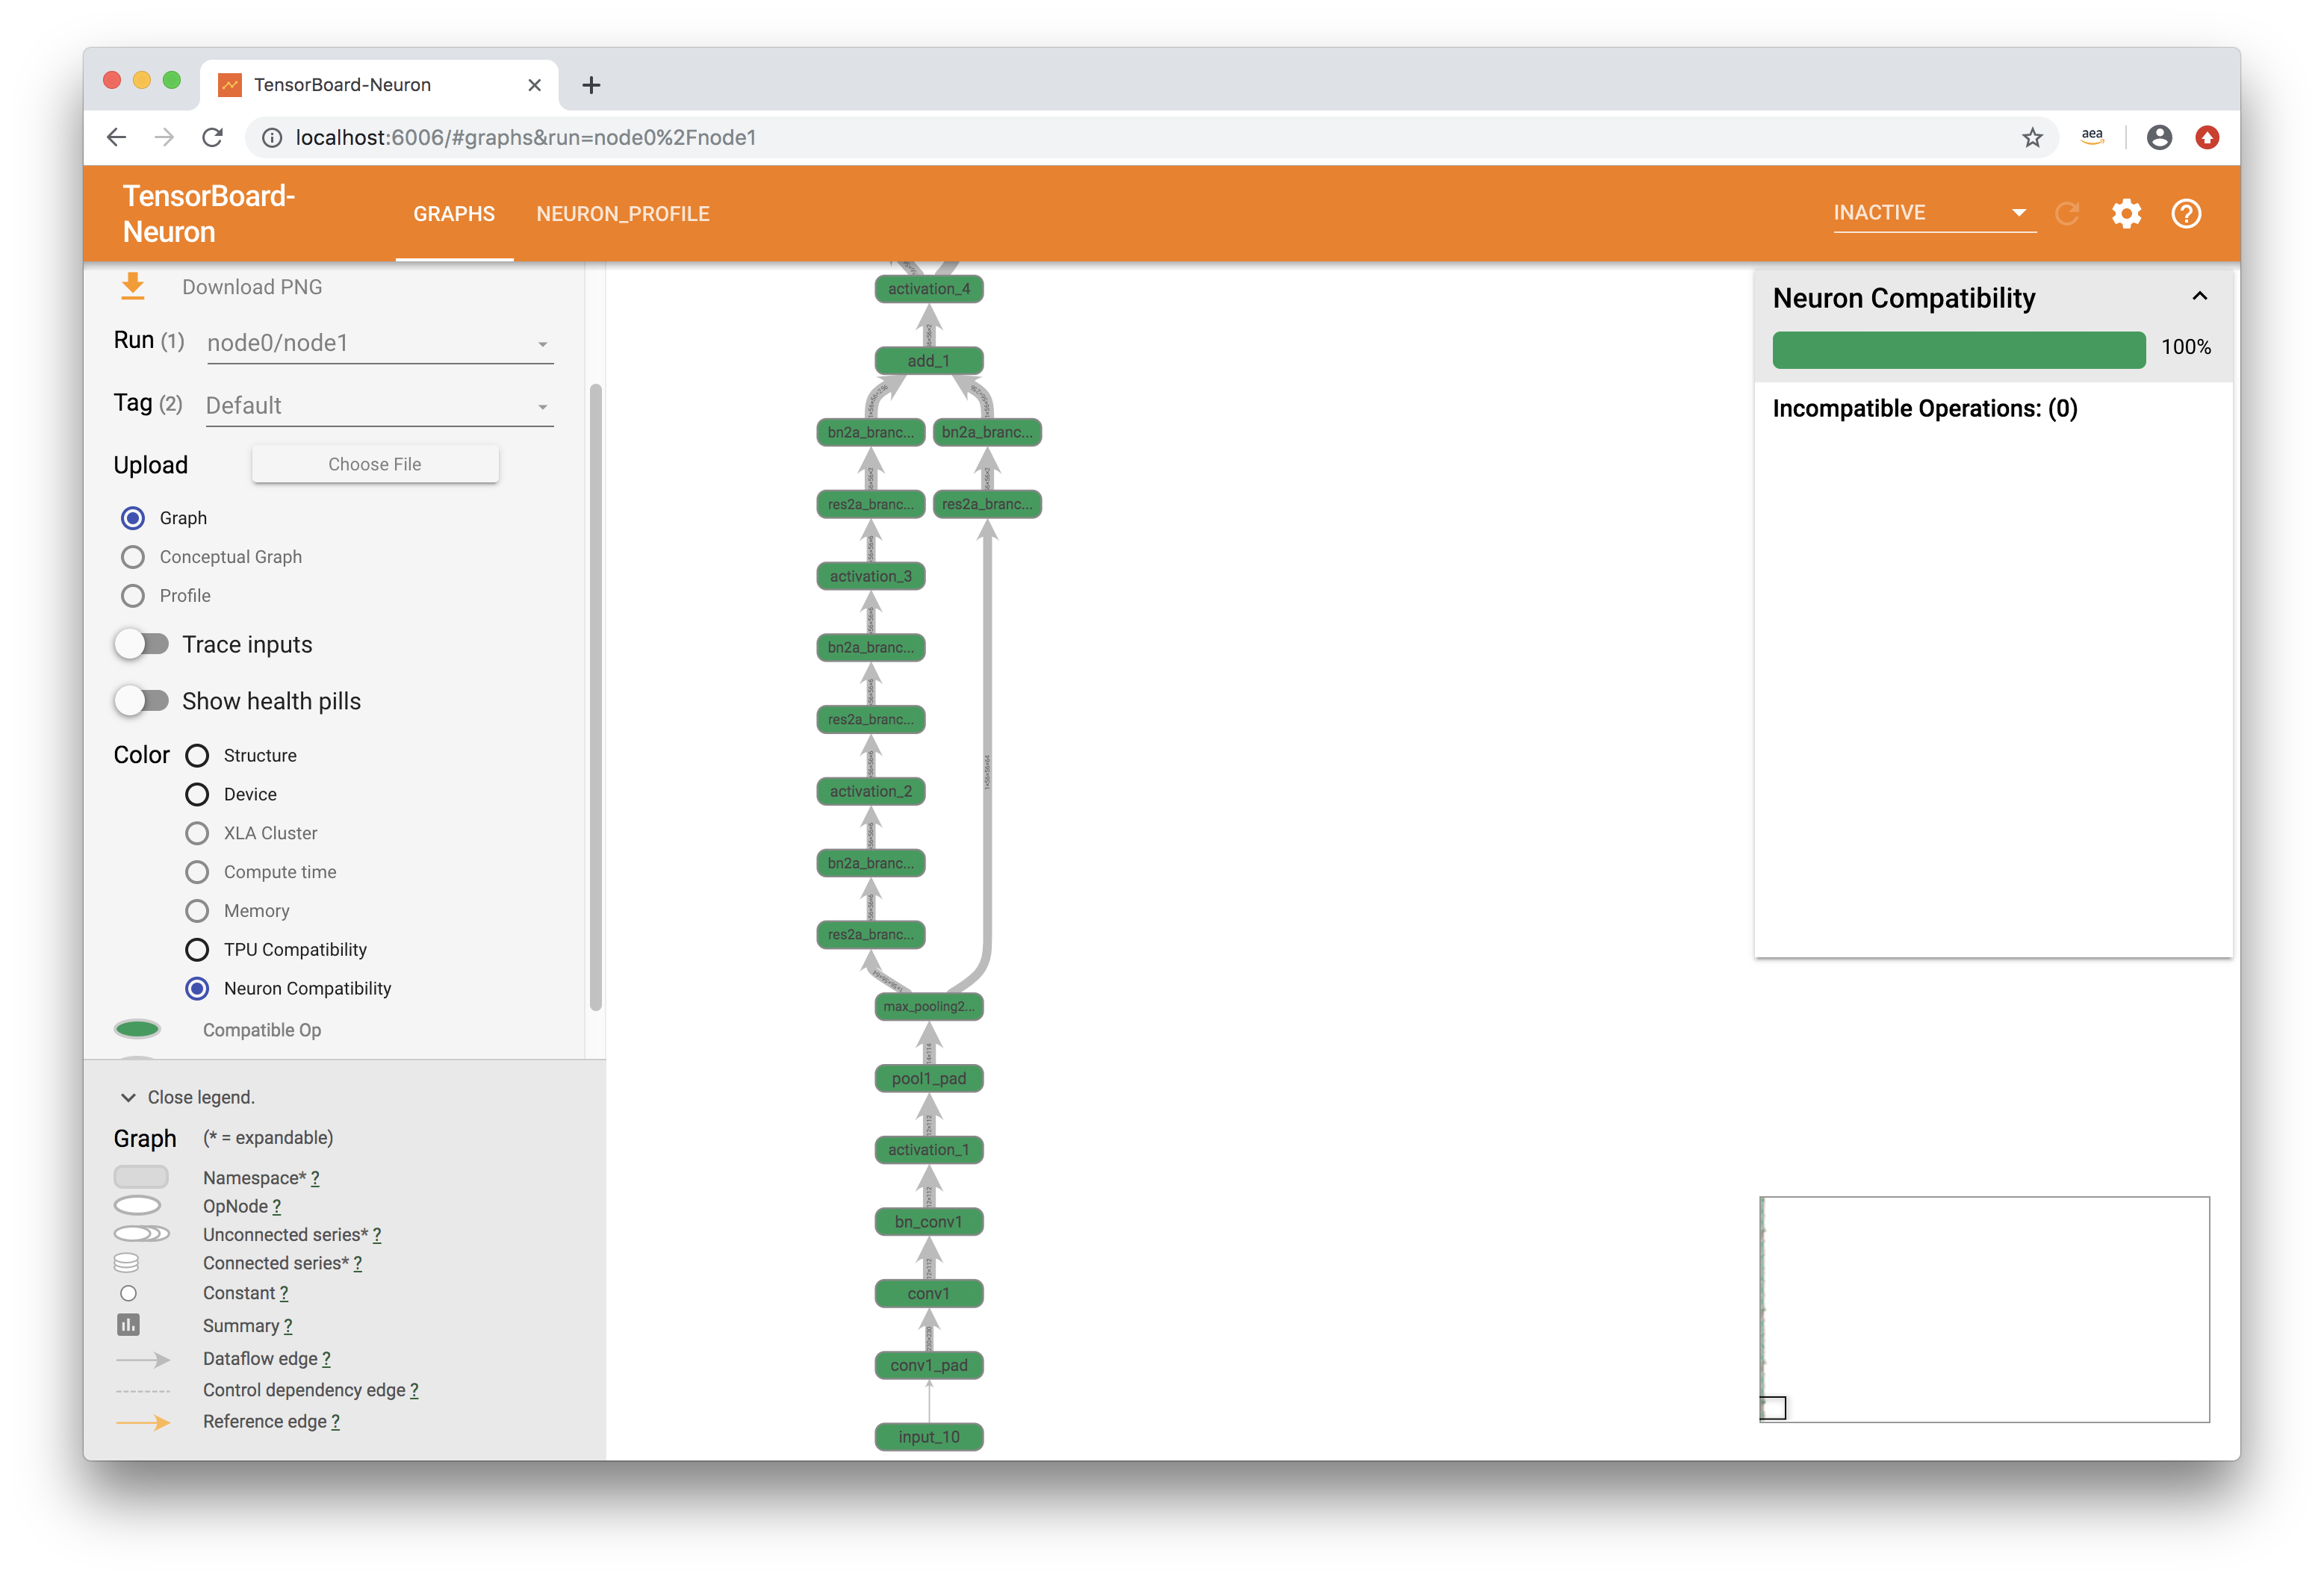 TensorBoard-Neuron
localhost:6006/#graphs&run=node0%2Fnode1
aea
TensorBoard-
Neuron
GRAPHS
NEURON_PROFILE
INACTIVE
Download PNG
Run (1)
node0/node1
Tag (2)
Default
Upload
Choose File
Graph
Conceptual Graph
Profile
Trace inputs
Show health pills
Color
Structure
Device
XLA Cluster
Compute time
Memory
TPU Compatibility
Neuron Compatibility
Compatible Op
Close legend.
Graph (* = expandable)
Namespace* ?
OpNode ?
Unconnected series* ?
Connected series* ?
Constant ?
Summary ?
Dataflow edge ?
Control dependency edge ?
Reference edge ?
activation_4
add_1
bn2a_branc... bn2a_branc...
res2a_branc... res2a_branc...
activation_3
bn2a_branc...
res2a_branc...
activation_2
bn2a_branc...
res2a_branc...
1×56×56×64
max_pooling2...
pool1_pad
activation_1
bn_conv1
conv1
conv1_pad
input_10
Neuron Compatibility
100%
Incompatible Operations: (0)